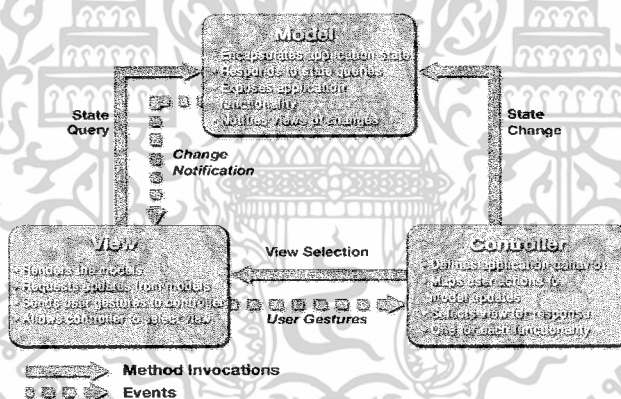 Model
- Encapsulates application state
- Responds to state queries
- Exposes application
functionality
- Notifies views of changes
State
Query
State
Change
Change
Notification
View
- Renders the models
- Requests updates from models
- Sends user gestures to controller
- Allows controller to select view
View Selection
User Gestures
Controller
- Defines application behavior
- Maps user actions to
model updates
- Selects view for response
- One for each functionality
Method Invocations
Events